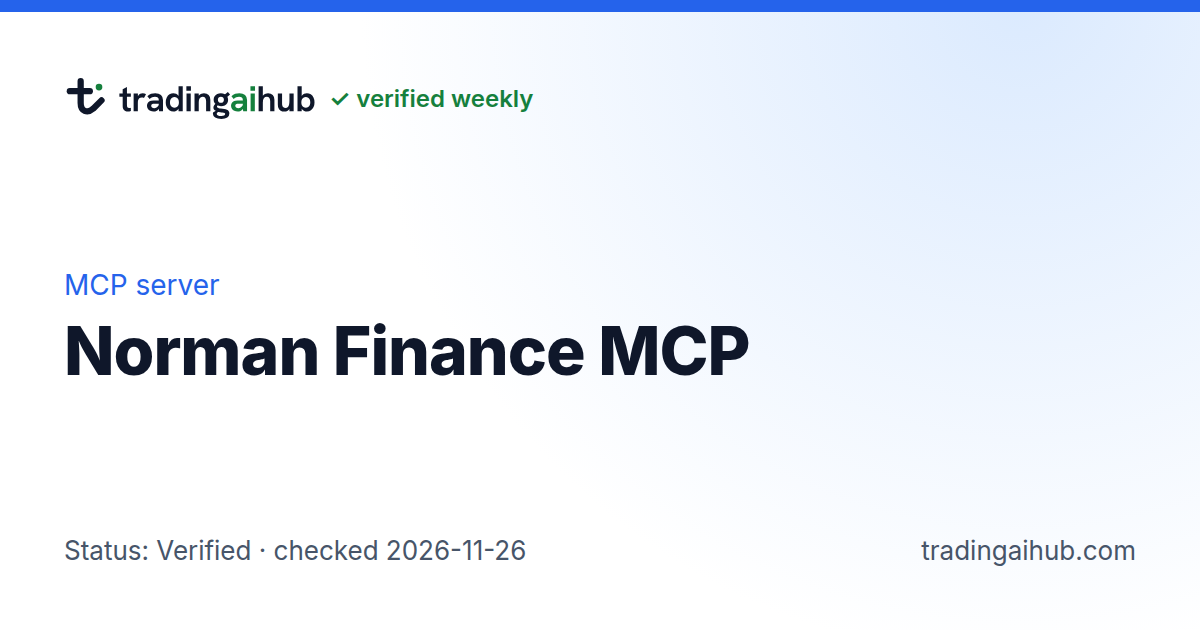 tradingaihub ✓ verified weekly
MCP server
Norman Finance MCP
Status: Verified · checked 2026-11-26
tradingaihub.com